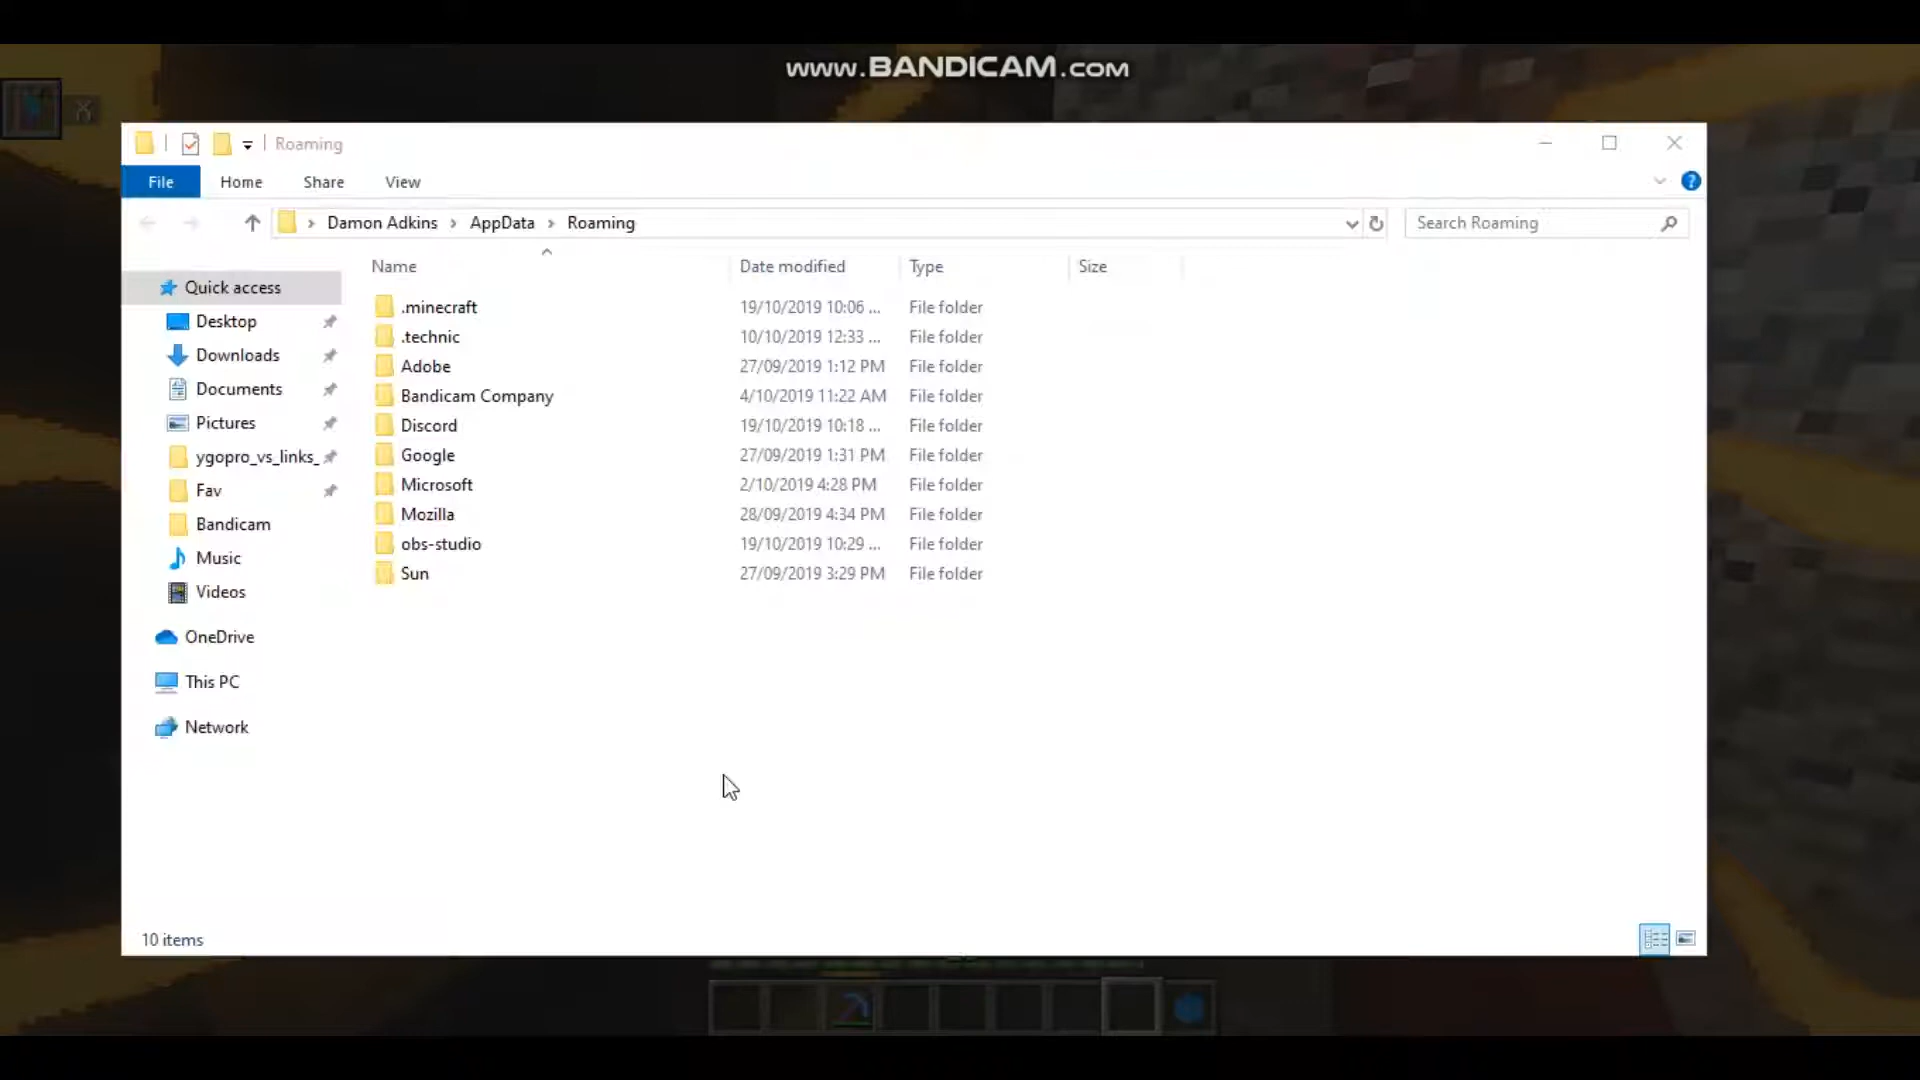 www.BANDICAM.com
Roaming
File Home Share View
Damon Adkins AppData Roaming Search Roaming
Name Date modified Type Size
Quick access
Desktop
Downloads
Documents
Pictures
ygopro_vs_links_
Fav
Bandicam
Music
Videos
OneDrive
This PC
Network
.minecraft 19/10/2019 10:06 ... File folder
.technic 10/10/2019 12:33 ... File folder
Adobe 27/09/2019 1:12 PM File folder
Bandicam Company 4/10/2019 11:22 AM File folder
Discord 19/10/2019 10:18 ... File folder
Google 27/09/2019 1:31 PM File folder
Microsoft 2/10/2019 4:28 PM File folder
Mozilla 28/09/2019 4:34 PM File folder
obs-studio 19/10/2019 10:29 ... File folder
Sun 27/09/2019 3:29 PM File folder
10 items